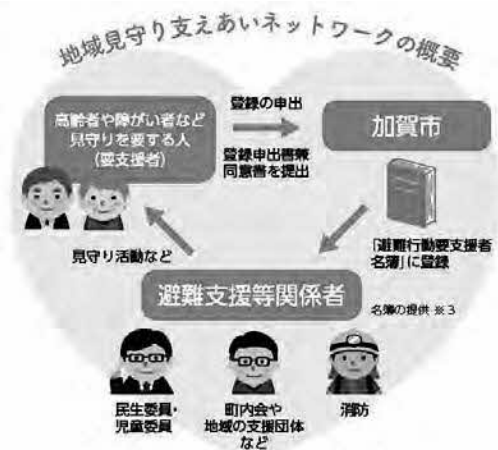 地域見守り支えあいネットワークの概要
高齢者や障がい者など
見守りを要する人
(要支援者)
登録の申出
登録申出書兼
同意書を提出
加賀市
「避難行動要支援者
名簿」に登録
見守り活動など
避難支援等関係者
名簿の提供 ※3
民生委員・
児童委員
町内会や
地域の支援団体
など
消防